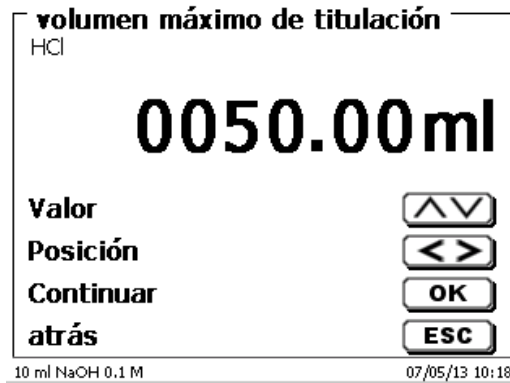 volumen máximo de titulación
HCl
0050.00ml
Valor
Posición < >
Continuar OK
atrás ESC
10 ml NaOH 0.1 M 07/05/13 10:18